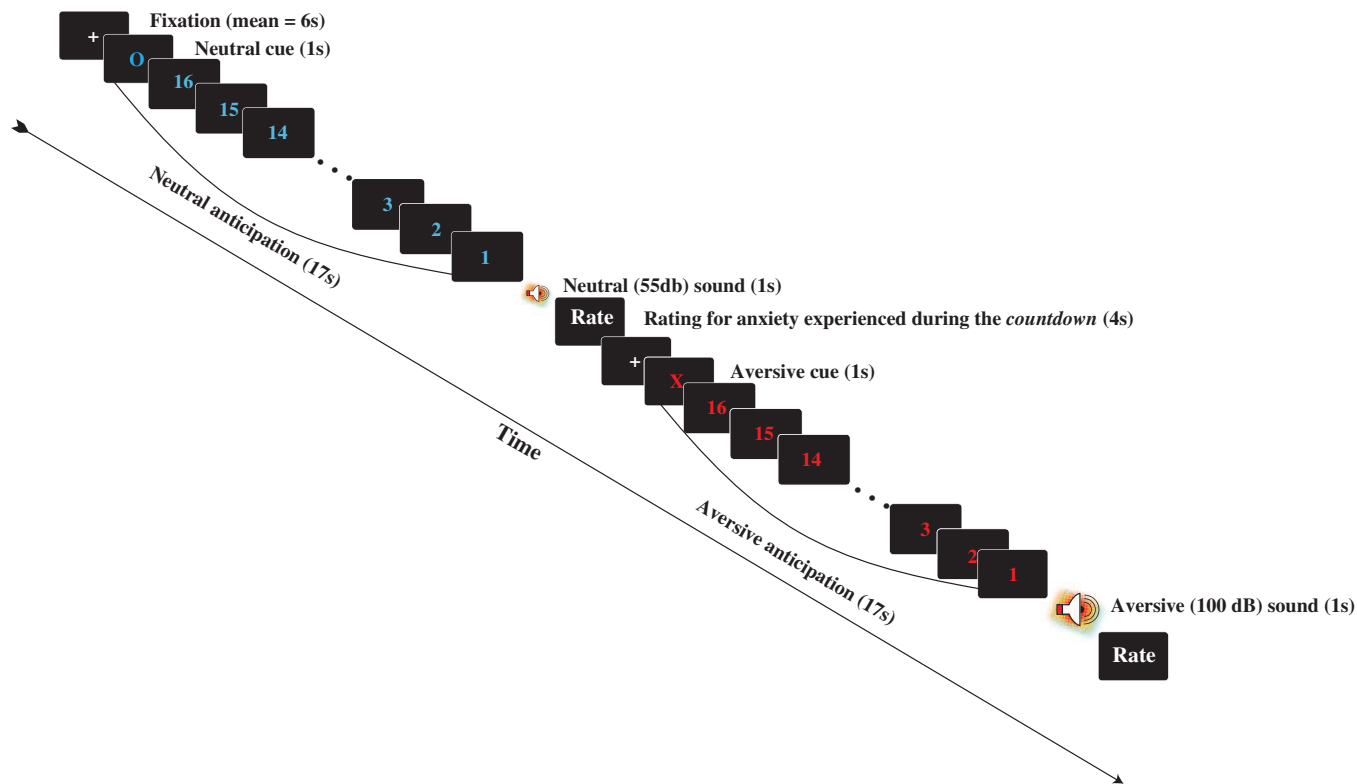 +
Fixation (mean = 6s)
O
Neutral cue (1s)
16
15
14
3
2
1
Neutral anticipation (17s)
Neutral (55db) sound (1s)
Rate
Rating for anxiety experienced during the countdown (4s)
+
X
Aversive cue (1s)
16
15
14
Time
3
2
1
Aversive anticipation (17s)
Aversive (100 dB) sound (1s)
Rate